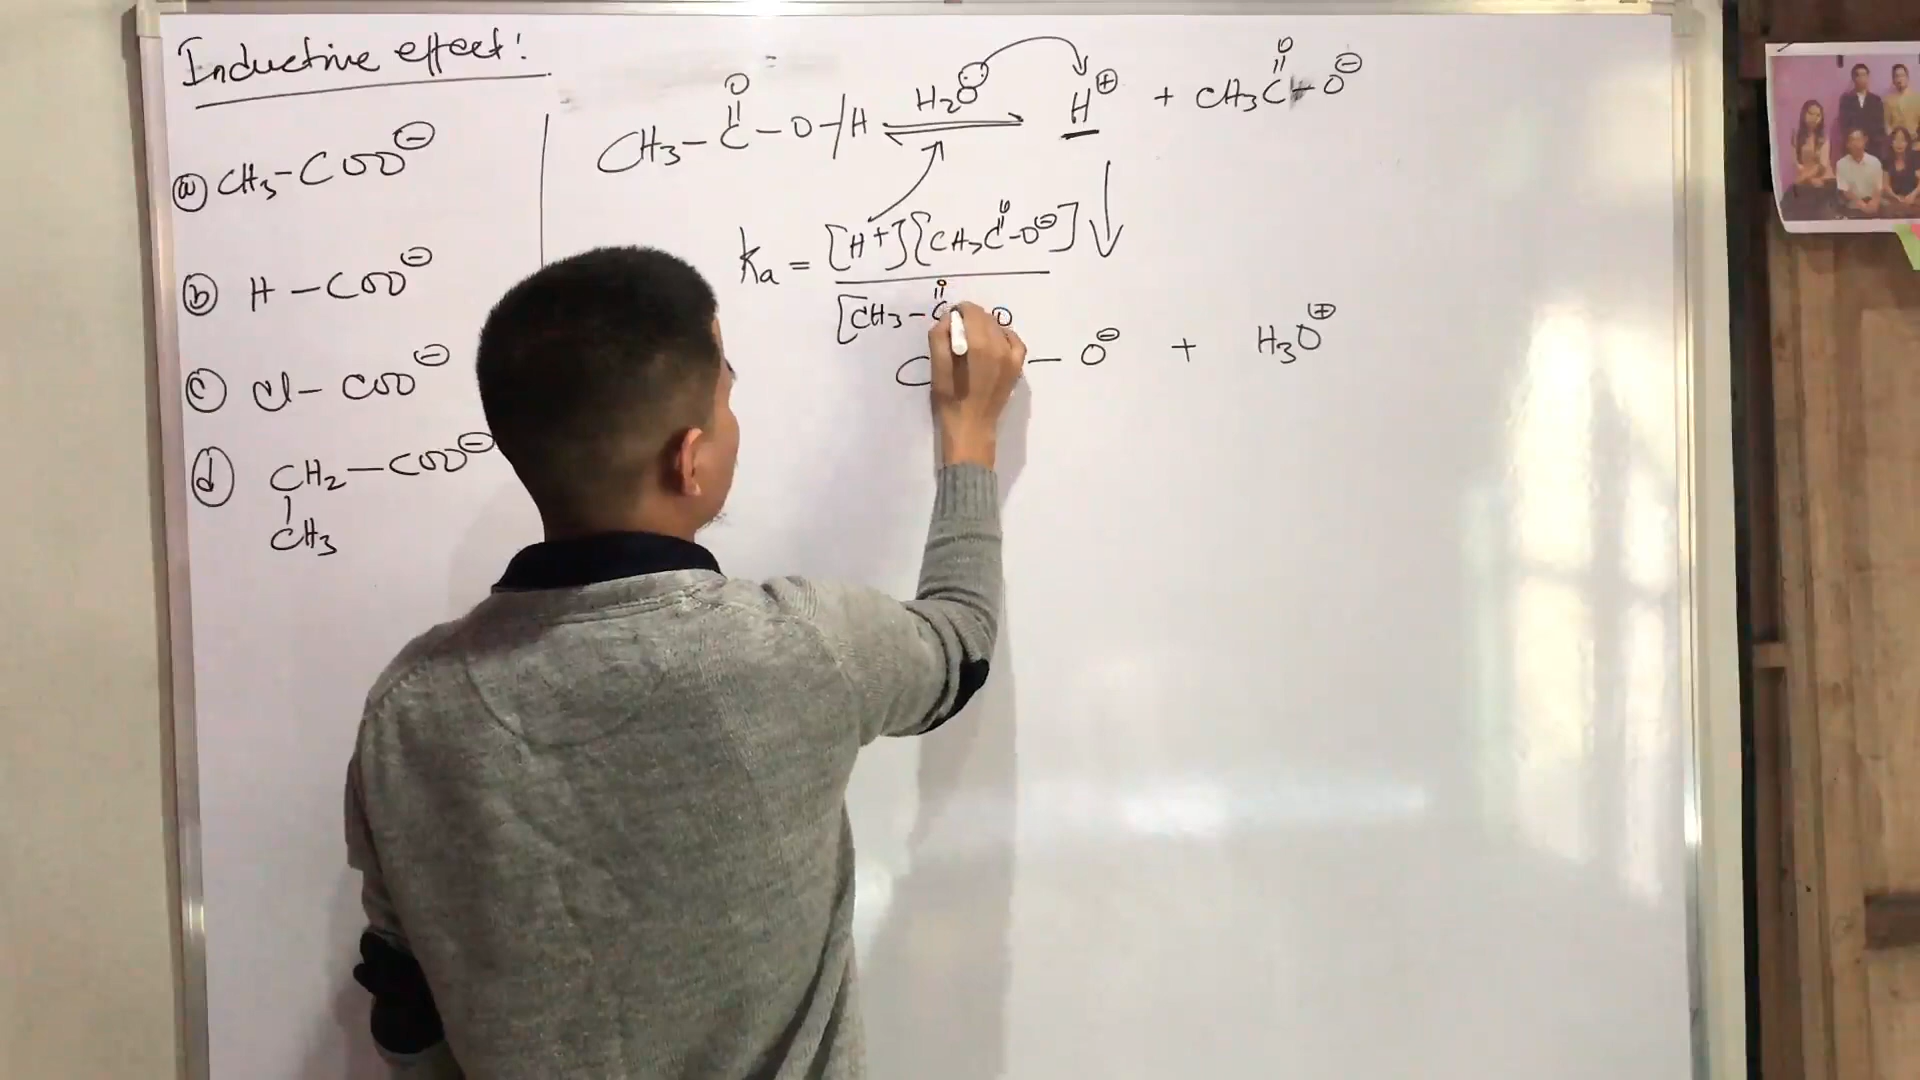 Inductive effect!
(a) CH₃-COO⊖
(b) H-COO⊖
(c) Cl-COO⊖
(d) CH₂-COO⊖
CH₃
O
CH₃-C-O-/H ⇌ H₂O H⊕ + CH₃C-O⊖
O
Ka = [H⁺][CH₃C-O⊖]
[CH₃-
- O⊖ + H₃O⊕